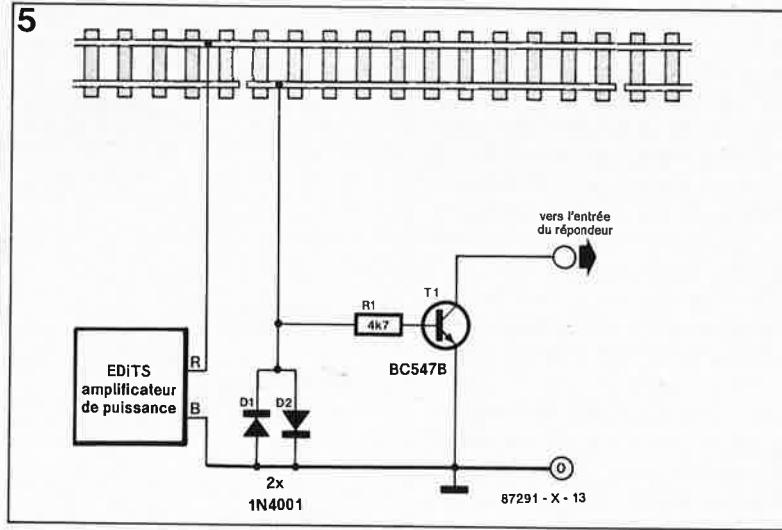 5
vers l'entrée
du répondeur
R1
4k7
T1
BC547B
EDiTS
amplificateur
de puissance
R
B
D1
D2
2x
1N4001
0
87291 - X - 13